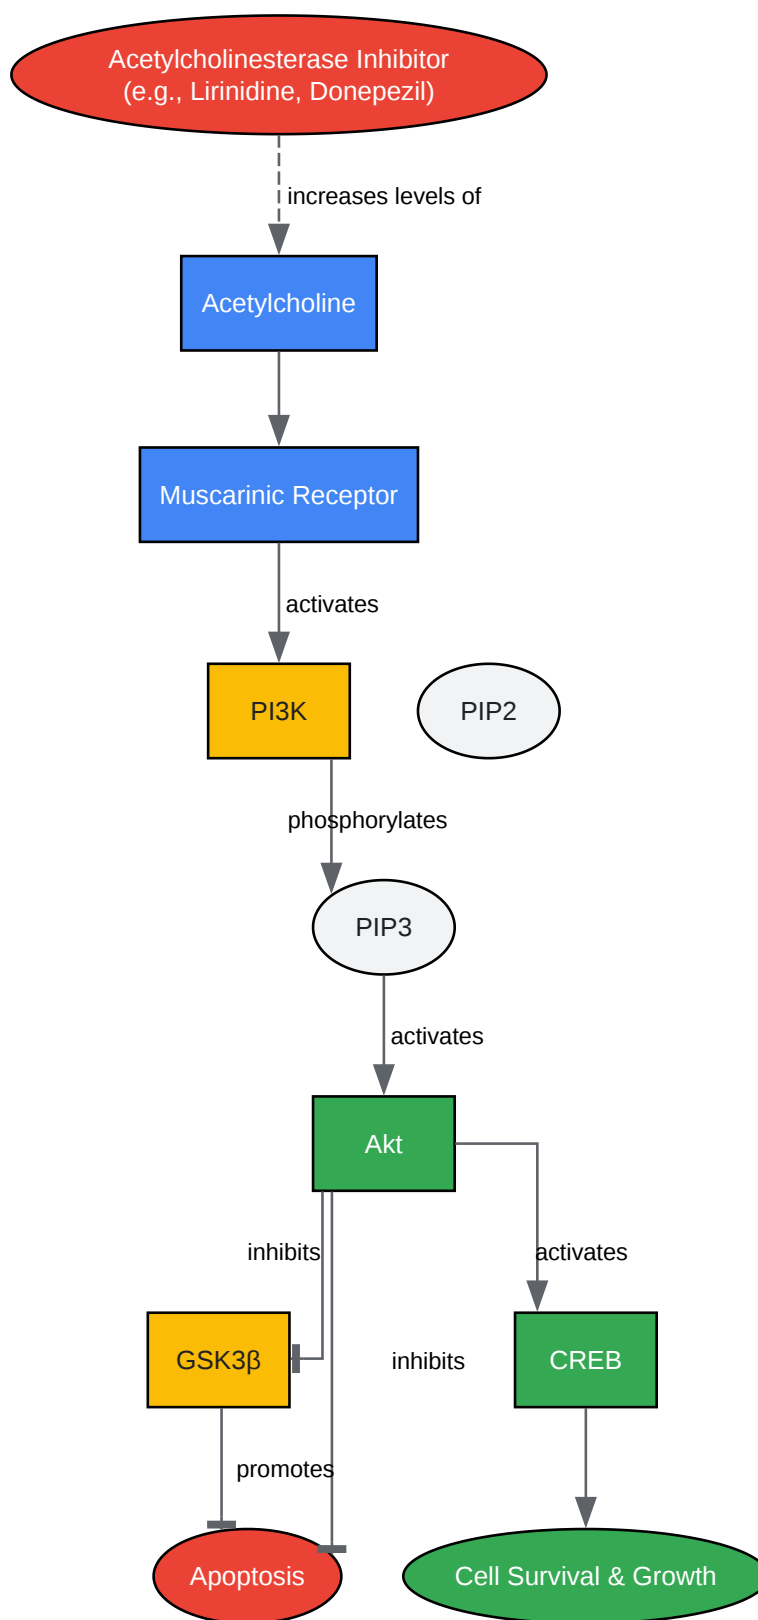 Acetylcholinesterase Inhibitor
(e.g., Lirinidine, Donepezil)
increases levels of
Acetylcholine
Muscarinic Receptor
activates
PI3K
PIP2
phosphorylates
PIP3
activates
Akt
inhibits
activates
GSK3β
inhibits
CREB
promotes
Apoptosis
Cell Survival & Growth